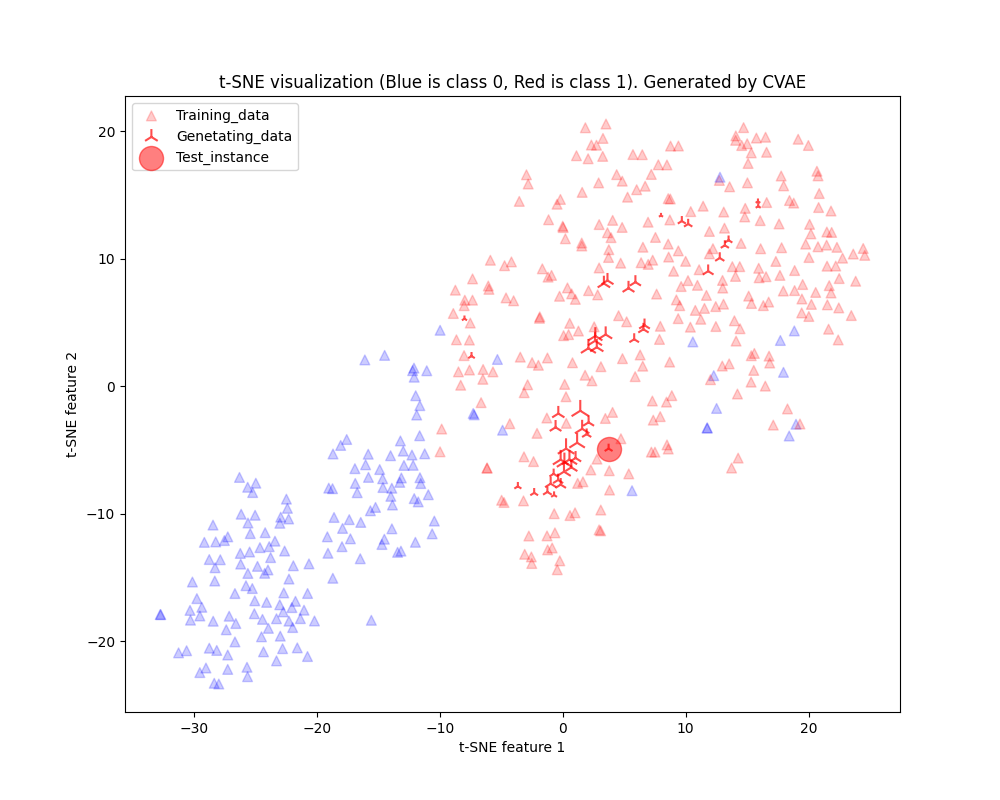 t-SNE visualization (Blue is class 0, Red is class 1). Generated by CVAE
Training_data
Genetating_data
Test_instance
20
10
0
−10
−20
t-SNE feature 2
−30
−20
−10
0
10
20
t-SNE feature 1